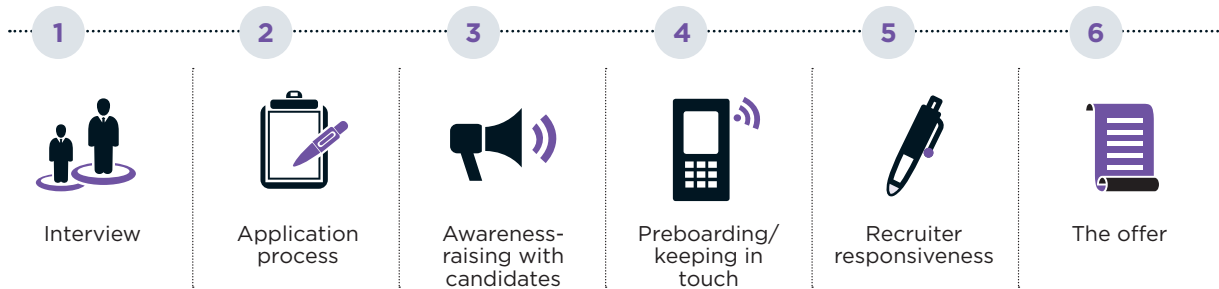 1
2
3
4
5
6
Interview
Application
process
Awareness-
raising with
candidates
Preboarding/
keeping in
touch
Recruiter
responsiveness
The offer